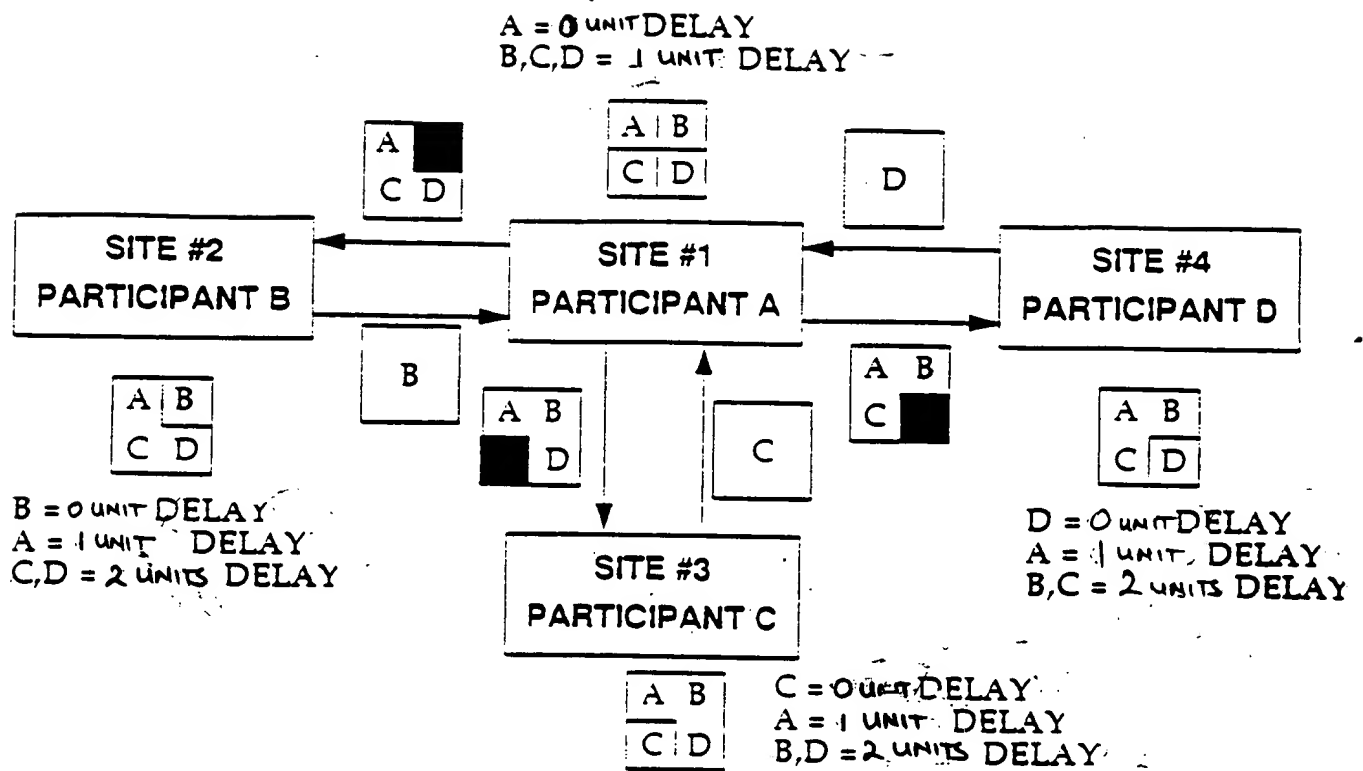 A = 0 UNIT DELAY
B,C,D = 1 UNIT DELAY
A B
C D
A
C D
D
SITE #2
PARTICIPANT B
SITE #1
PARTICIPANT A
SITE #4
PARTICIPANT D
B
A B
D
C
A B
C
A B
C D
B = 0 UNIT DELAY
A = 1 UNIT DELAY
C,D = 2 UNITS DELAY
A B
C D
D = 0 UNIT DELAY
A = 1 UNIT DELAY
B,C = 2 UNITS DELAY
SITE #3
PARTICIPANT C
A B
C D
C = 0 UNIT DELAY
A = 1 UNIT DELAY
B,D = 2 UNITS DELAY